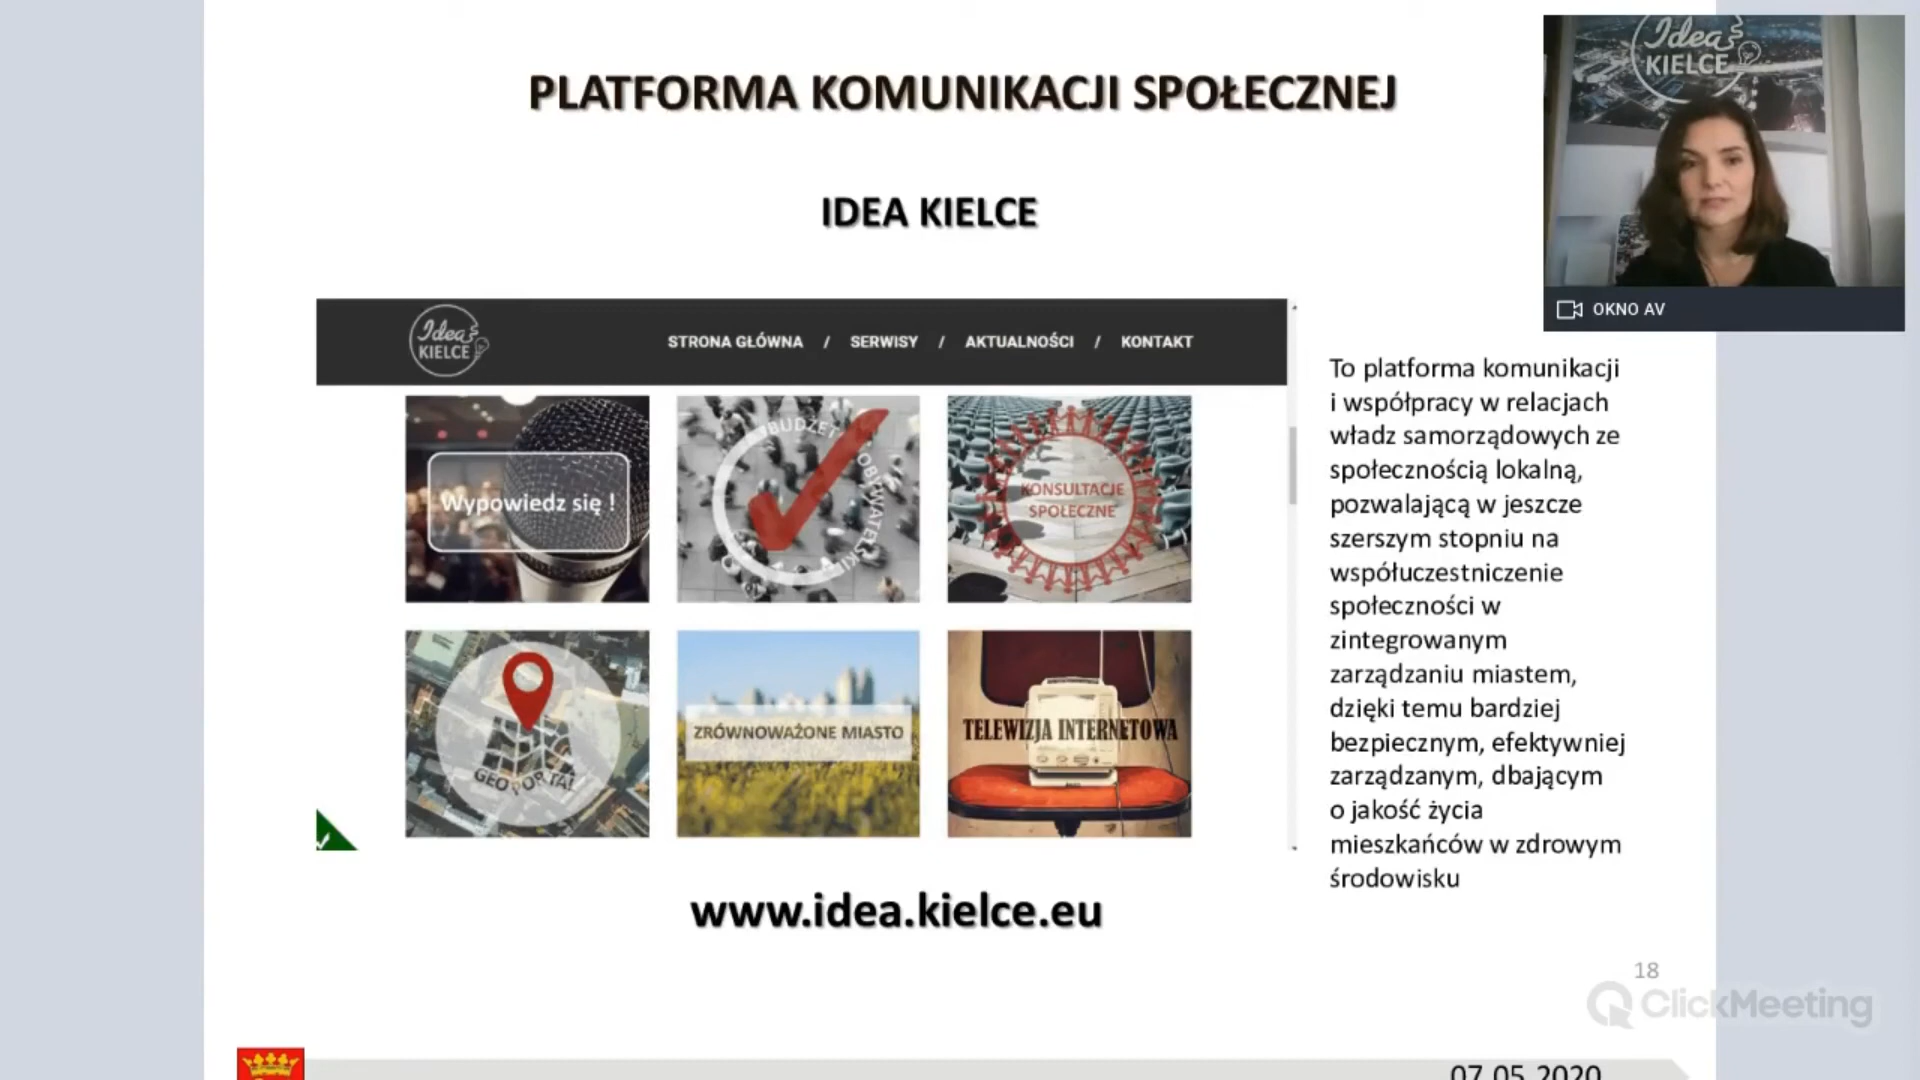 PLATFORMA KOMUNIKACJI SPOŁECZNEJ
IDEA KIELCE
Idea
KIELCE
OKNO AV
Idea
KIELCE
STRONA GŁÓWNA / SERWISY / AKTUALNOŚCI / KONTAKT
Wypowiedz się !
BUDŻET OBYWATELSKI
KONSULTACJE
SPOŁECZNE
GEOPORTAL
ZRÓWNOWAŻONE MIASTO
TELEWIZJA INTERNETOWA
To platforma komunikacji
i współpracy w relacjach
władz samorządowych ze
społecznością lokalną,
pozwalającą w jeszcze
szerszym stopniu na
współuczestniczenie
społeczności w
zintegrowanym
zarządzaniu miastem,
dzięki temu bardziej
bezpiecznym, efektywniej
zarządzanym, dbającym
o jakość życia
mieszkańców w zdrowym
środowisku
www.idea.kielce.eu
18
ClickMeeting
07.05.2020